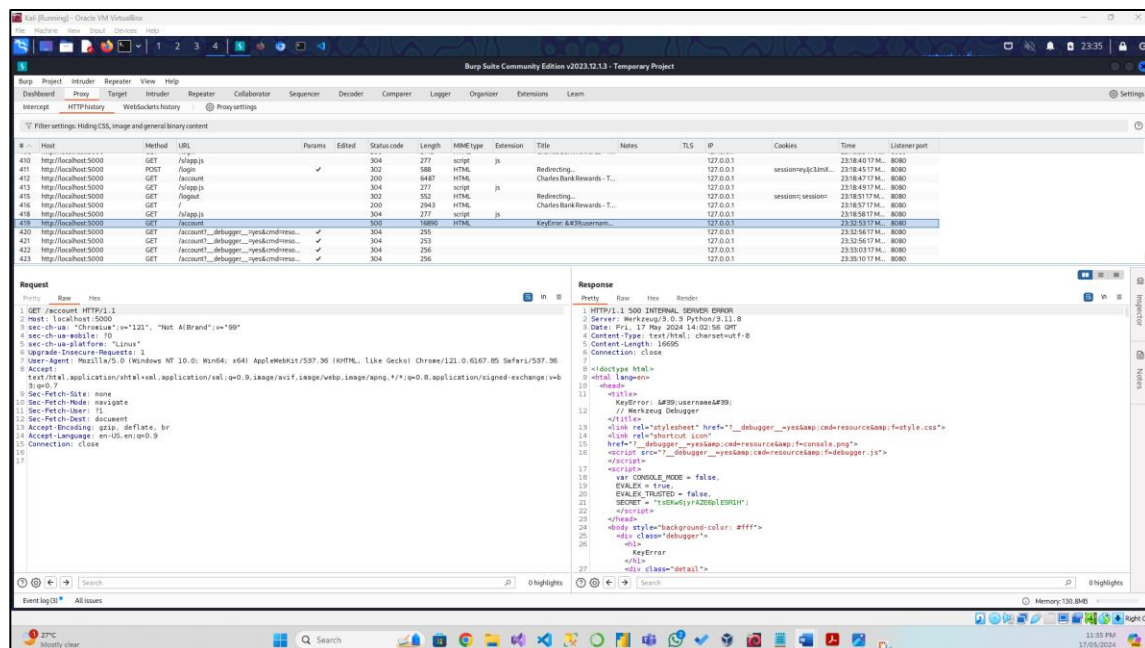 Kali [Running] - Oracle VM VirtualBox
File Machine View Input Devices Help
1 2 3 4
23:35
Burp Suite Community Edition v2023.12.1.3 - Temporary Project
Burp Project Intruder Repeater View Help
Dashboard Proxy Target Intruder Repeater Collaborator Sequencer Decoder Comparer Logger Organizer Extensions Learn
Settings
Intercept HTTP history WebSockets history Proxy settings
Filter settings: Hiding CSS, image and general binary content
# Host Method URL Params Edited Status code Length MIME type Extension Title Notes TLS IP Cookies Time Listener port
410 http://localhost:5000 GET /s/app.js 304 277 script js 127.0.0.1 23:18:40 17 M... 8080
411 http://localhost:5000 POST /login ✓ 302 588 HTML Redirecting... 127.0.0.1 23:18:45 17 M... 8080
412 http://localhost:5000 GET /account 200 6487 HTML Charles Bank Rewards - T... 127.0.0.1 23:18:47 17 M... 8080
413 http://localhost:5000 GET /s/app.js 304 277 script js 127.0.0.1 23:18:49 17 M... 8080
415 http://localhost:5000 GET /logout 302 552 HTML Redirecting... 127.0.0.1 session=; session= 23:18:51 17 M... 8080
416 http://localhost:5000 GET / 200 2943 HTML Charles Bank Rewards - T... 127.0.0.1 23:18:57 17 M... 8080
418 http://localhost:5000 GET /s/app.js 304 277 script js 127.0.0.1 23:18:58 17 M... 8080
419 http://localhost:5000 GET /account 500 16890 HTML KeyError: &#39;usernam... 127.0.0.1 23:32:53 17 M... 8080
420 http://localhost:5000 GET /account?__debugger__=yes&cmd=reso... ✓ 304 255 127.0.0.1 23:32:56 17 M... 8080
421 http://localhost:5000 GET /account?__debugger__=yes&cmd=reso... ✓ 304 253 127.0.0.1 23:32:56 17 M... 8080
422 http://localhost:5000 GET /account?__debugger__=yes&cmd=reso... ✓ 304 256 127.0.0.1 23:33:03 17 M... 8080
423 http://localhost:5000 GET /account?__debugger__=yes&cmd=reso... ✓ 304 256 127.0.0.1 23:35:10 17 M... 8080
Request
Pretty Raw Hex
\n
1 GET /account HTTP/1.1
2 Host: localhost:5000
3 sec-ch-ua: "Chromium";v="121", "Not A(Brand";v="99"
4 sec-ch-ua-mobile: ?0
5 sec-ch-ua-platform: "Linux"
6 Upgrade-Insecure-Requests: 1
7 User-Agent: Mozilla/5.0 (Windows NT 10.0; Win64; x64) AppleWebKit/537.36 (KHTML, like Gecko) Chrome/121.0.6167.85 Safari/537.36
8 Accept:
text/html,application/xhtml+xml,application/xml;q=0.9,image/avif,image/webp,image/apng,*/*;q=0.8,application/signed-exchange;v=b
3;q=0.7
9 Sec-Fetch-Site: none
10 Sec-Fetch-Mode: navigate
11 Sec-Fetch-User: ?1
12 Sec-Fetch-Dest: document
13 Accept-Encoding: gzip, deflate, br
14 Accept-Language: en-US,en;q=0.9
15 Connection: close
16
17
Response
Pretty Raw Hex Render
\n
1 HTTP/1.1 500 INTERNAL SERVER ERROR
2 Server: Werkzeug/3.0.3 Python/3.11.8
3 Date: Fri, 17 May 2024 14:02:56 GMT
4 Content-Type: text/html; charset=utf-8
5 Content-Length: 16695
6 Connection: close
7
8 <!doctype html>
9 <html lang=en>
10 <head>
11 <title>
KeyError: &#39;username&#39;
12 // Werkzeug Debugger
</title>
13 <link rel="stylesheet" href="?__debugger__=yes&amp;cmd=resource&amp;f=style.css">
14 <link rel="shortcut icon"
15 href="?__debugger__=yes&amp;cmd=resource&amp;f=console.png">
16 <script src="?__debugger__=yes&amp;cmd=resource&amp;f=debugger.js">
</script>
17 <script>
18 var CONSOLE_MODE = false,
19 EVALEX = true,
20 EVALEX_TRUSTED = false,
21 SECRET = "tsEKw6jyrAZE6plESR1H";
22 </script>
23 </head>
24 <body style="background-color: #fff">
25 <div class="debugger">
26 <h1>
KeyError
</h1>
27 <div class="detail">
Inspector
Notes
Search
0 highlights
Search
0 highlights
Event log (3) All issues
Memory: 130.8MB
Right C
27°C
Mostly clear
Search
11:35 PM
17/05/2024